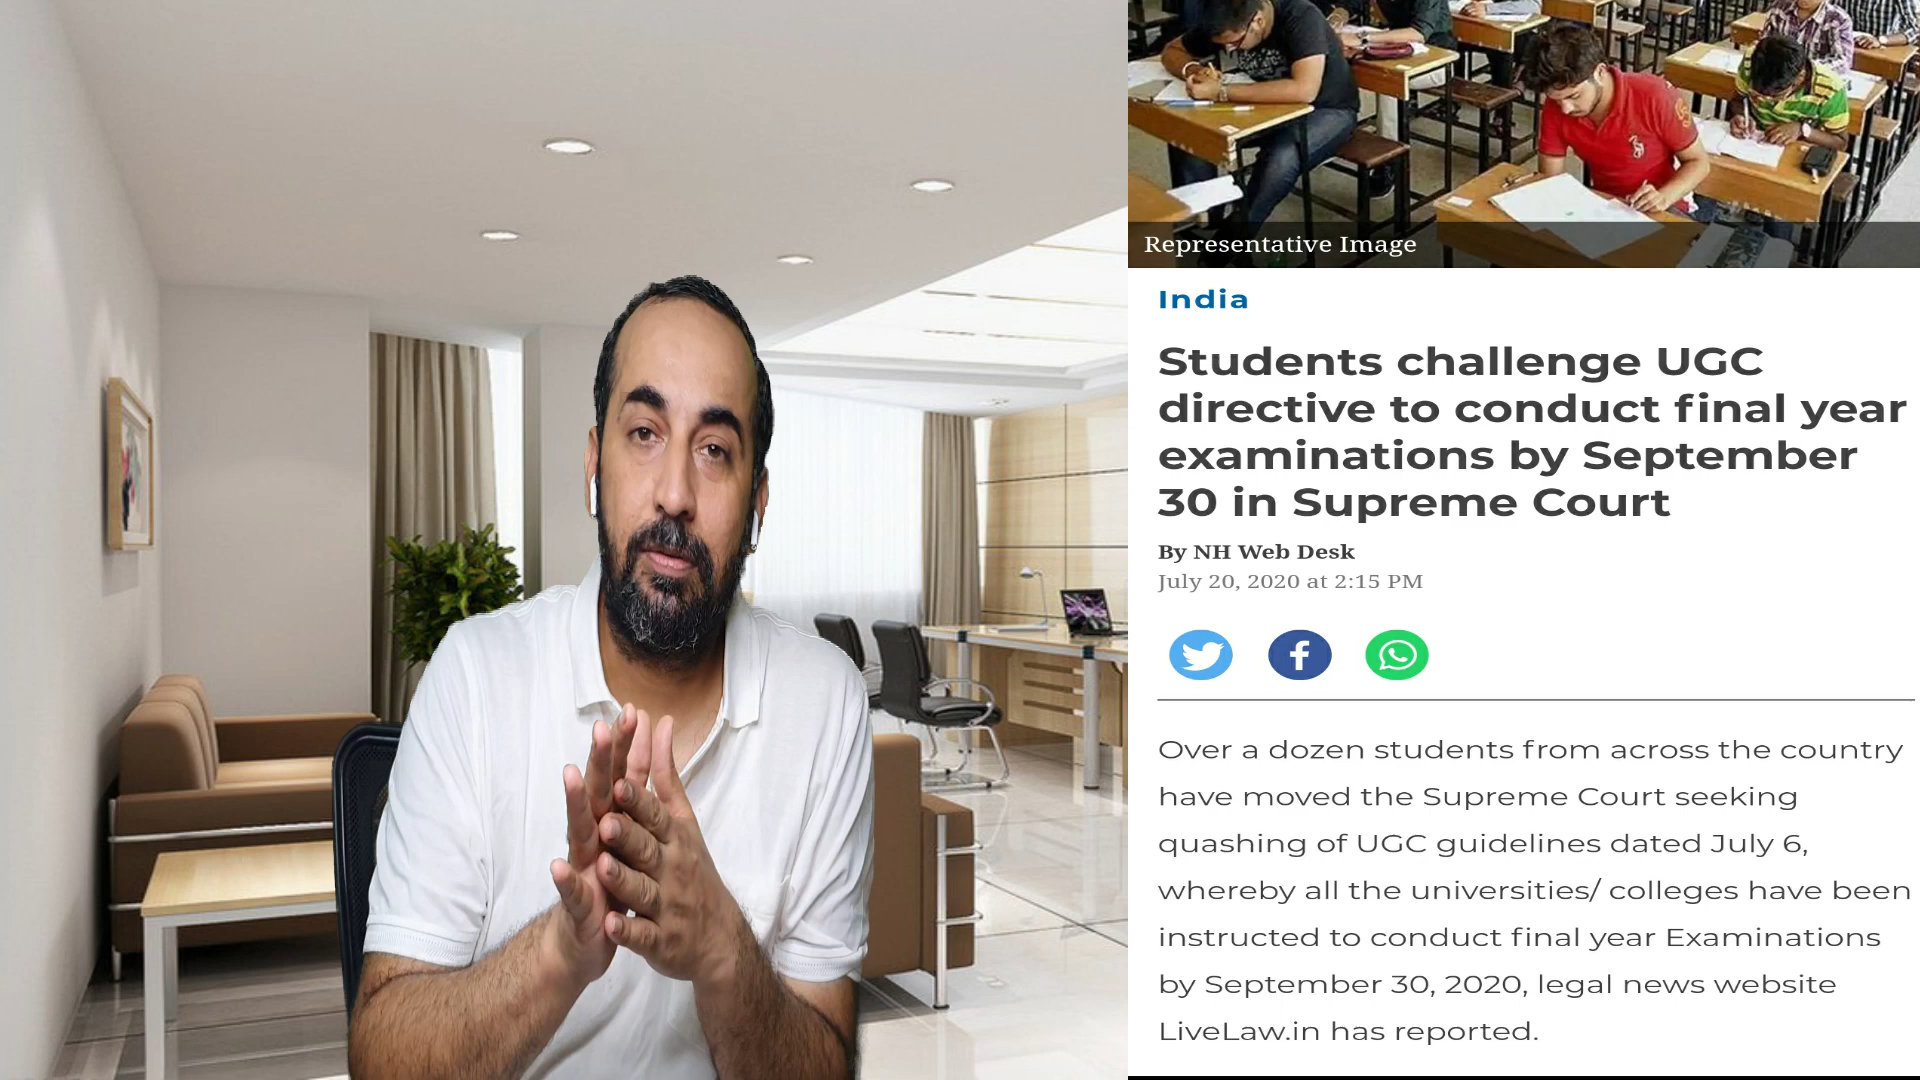 Representative Image
India
Students challenge UGC
directive to conduct final year
examinations by September
30 in Supreme Court
By NH Web Desk
July 20, 2020 at 2:15 PM
Over a dozen students from across the country
have moved the Supreme Court seeking
quashing of UGC guidelines dated July 6,
whereby all the universities/ colleges have been
instructed to conduct final year Examinations
by September 30, 2020, legal news website
LiveLaw.in has reported.